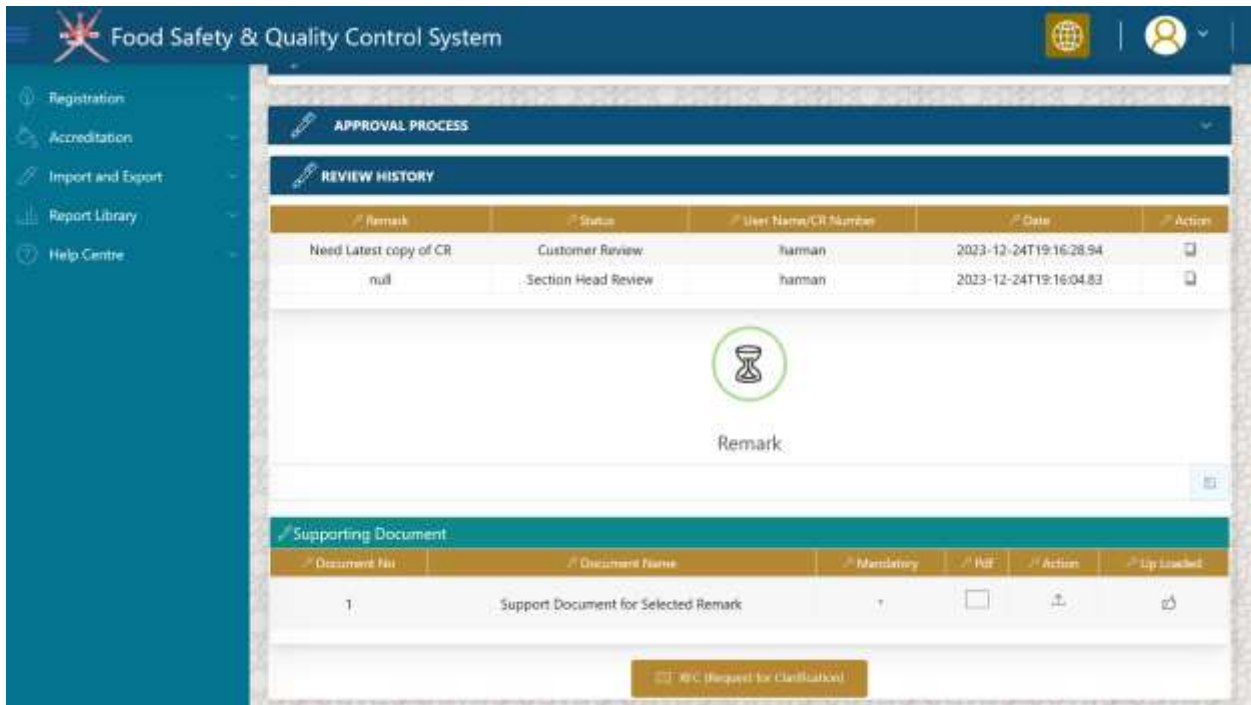 Food Safety & Quality Control System
Registration
Accreditation
Import and Export
Report Library
Help Centre
APPROVAL PROCESS
REVIEW HISTORY
Remark Status User Name/CR Number Date Action
Need Latest copy of CR Customer Review harman 2023-12-24T19:16:28.94
null Section Head Review harman 2023-12-24T19:16:04.83
Remark
Supporting Document
Document No Document Name Mandatory Pdf Action Up Loaded
1 Support Document for Selected Remark *
RFC (Request for Clarification)